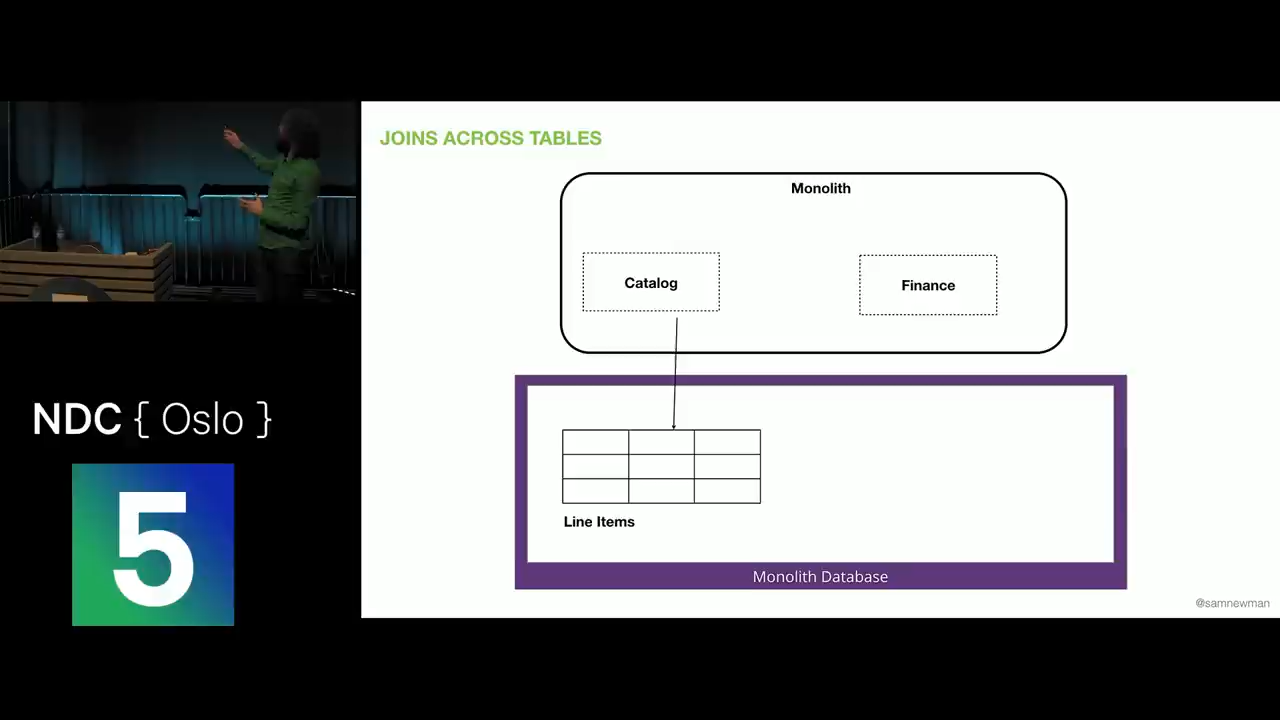 JOINS ACROSS TABLES
Monolith
Catalog
Finance
Line Items
Monolith Database
@samnewman
NDC { Oslo }
5